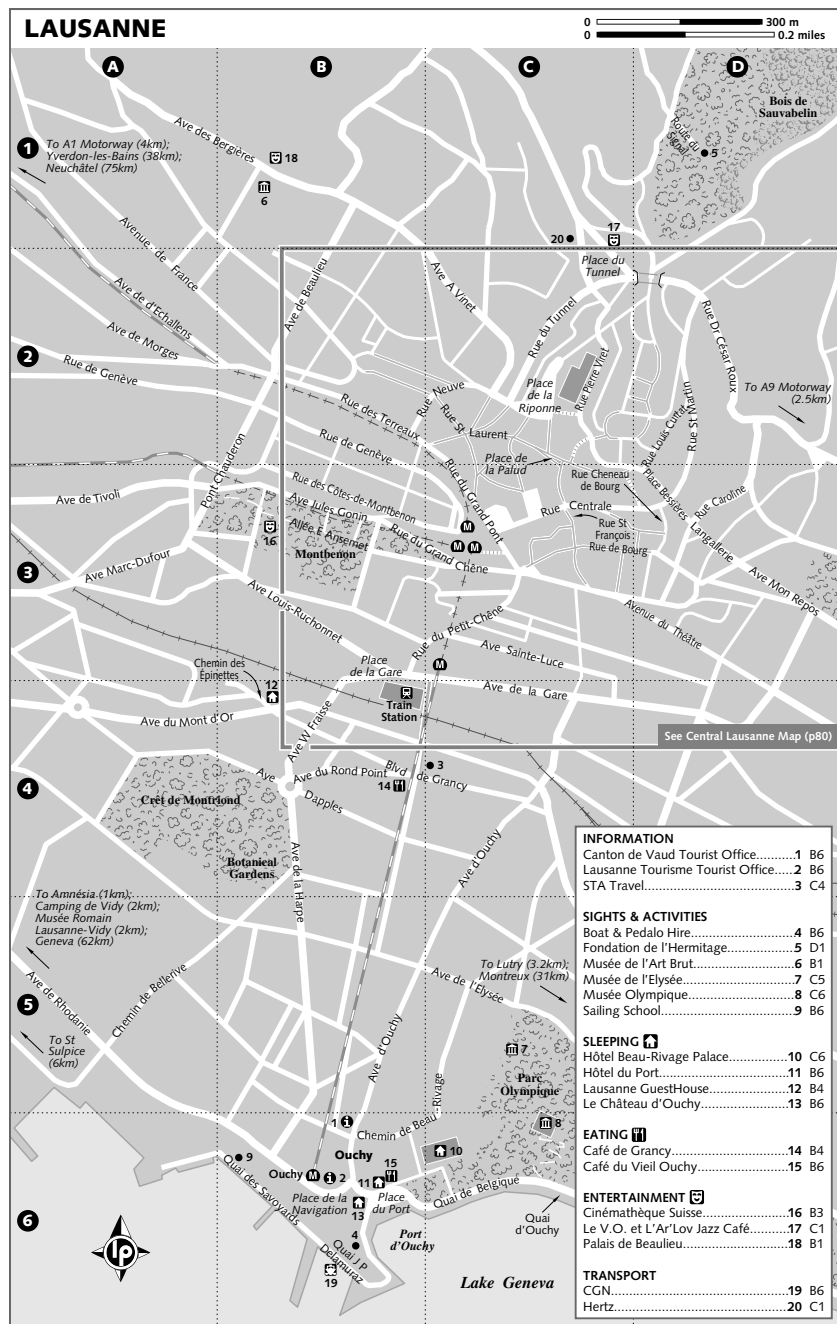 LAUSANNE
0 300 m
0 0.2 miles
A
B
C
D
Bois de
Sauvabelin
Route du
Signal
5
1
To A1 Motorway (4km);
Yverdon-les-Bains (38km);
Neuchâtel (75km)
Ave des Bergières
18
6
17
20
Place du
Tunnel
Avenue de France
Ave de Beaulieu
Ave A Vinet
Ave de d'Echallens
Ave de Morges
Rue de Genève
2
Rue du Tunnel
Rue Dr César Roux
Rue Pierre Viret
Place
de la
Riponne
To A9 Motorway
(2.5km)
Rue Neuve
Rue St Laurent
Rue des Terreaux
Rue de Genève
Rue St Martin
Rue Louis Curtat
Place de
la Palud
Rue du Grand Pont
Pont Chauderon
Rue Cheneau
de Bourg
Place Bessières
Rue Caroline
Ave de Tivoli
Rue des Côtes-de-Montbenon
Ave Jules Gonin
Allée E Ansemet
Rue Centrale
Rue St
François
Rue de Bourg
Langallerie
16
Montbenon
Rue du Grand Chêne
M
M M
3
Ave Marc-Dufour
Ave Mon Repos
Ave Louis-Ruchonnet
Avenue du Théâtre
Rue du Petit-Chêne
Ave Sainte-Luce
Chemin des
Épinettes
12
Place
de la Gare
M
Ave de la Gare
Train
Station
Ave du Mont d'Or
Ave W Fraisse
See Central Lausanne Map (p80)
4
Ave du Rond Point
Blvd de Grancy
3
14
Ave Dapples
Crêt de Montriond
Botanical
Gardens
Ave de la Harpe
Ave d'Ouchy
To Amnésia (1km);
Camping de Vidy (2km);
Musée Romain
Lausanne-Vidy (2km);
Geneva (62km)
To Lutry (3.2km);
Montreux (31km)
Ave de l'Elysée
5
Ave de Rhodanie
Chemin de Bellerive
To St
Sulpice
(6km)
Ave d'Ouchy
7
Parc
Olympique
1
Chemin de Beau-Rivage
8
Ouchy
9
10
15
Ouchy
M
2
11
Quai des Savoyards
Place de la
Navigation
13
Place
du Port
Quai de Belgique
Quai
d'Ouchy
6
4
Quai J P
Delamuraz
Port
d'Ouchy
19
lp
Lake Geneva
INFORMATION
Canton de Vaud Tourist Office..........1 B6
Lausanne Tourisme Tourist Office...2 B6
STA Travel......................................3 C4
SIGHTS & ACTIVITIES
Boat & Pedalo Hire.........................4 B6
Fondation de l'Hermitage...............5 D1
Musée de l'Art Brut........................6 B1
Musée de l'Elysée...........................7 C5
Musée Olympique..........................8 C6
Sailing School.................................9 B6
SLEEPING
Hôtel Beau-Rivage Palace.............10 C6
Hôtel du Port...............................11 B6
Lausanne GuestHouse..................12 B4
Le Château d'Ouchy....................13 B6
EATING
Café de Grancy............................14 B4
Café du Vieil Ouchy.....................15 B6
ENTERTAINMENT
Cinémathèque Suisse...................16 B3
Le V.O. et L'Ar'Lov Jazz Café.......17 C1
Palais de Beaulieu........................18 B1
TRANSPORT
CGN............................................19 B6
Hertz...........................................20 C1